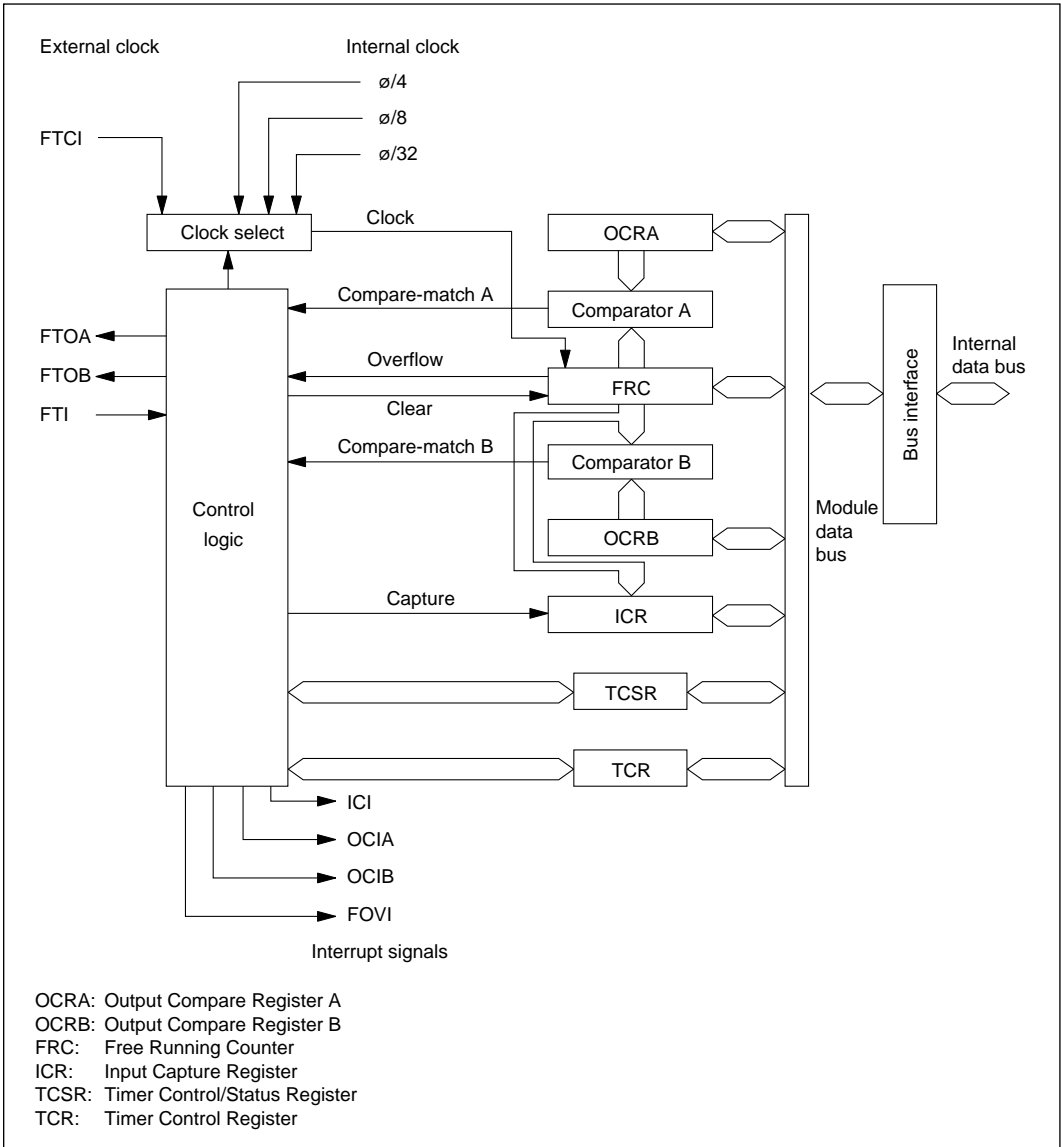 External clock
Internal clock
ø/4
ø/8
FTCI
ø/32
Clock select
Clock
OCRA
Compare-match A
Comparator A
FTOA
Overflow
FTOB
FRC
FTI
Clear
Compare-match B
Comparator B
Control
logic
OCRB
Capture
ICR
TCSR
TCR
Module
data
bus
Bus interface
Internal
data bus
ICI
OCIA
OCIB
FOVI
Interrupt signals
OCRA: Output Compare Register A
OCRB: Output Compare Register B
FRC: Free Running Counter
ICR: Input Capture Register
TCSR: Timer Control/Status Register
TCR: Timer Control Register